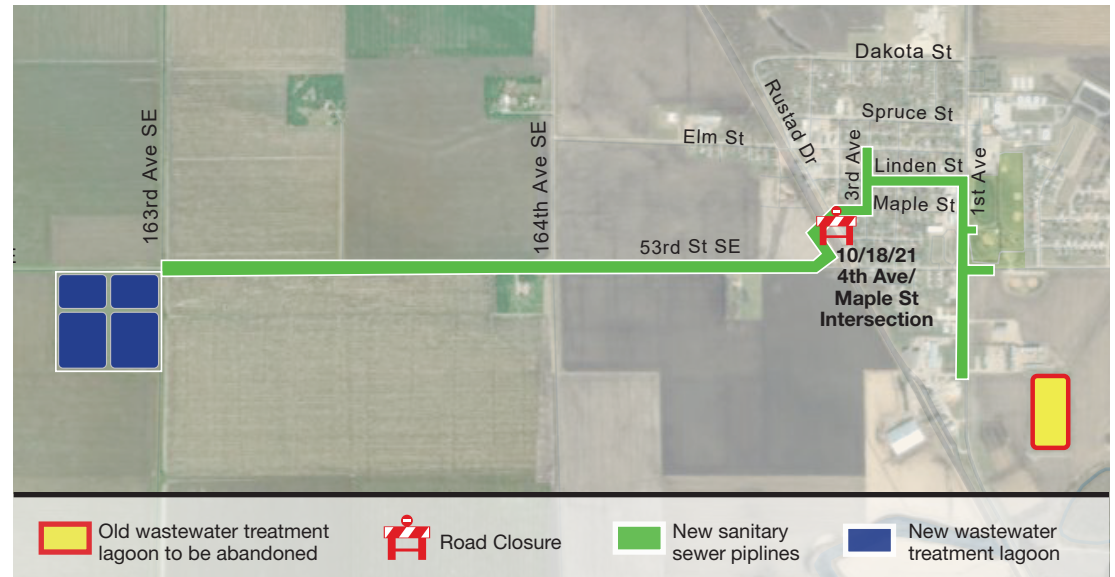 Dakota St
Spruce St
Elm St
Rustad Dr
3rd Ave
Linden St
1st Ave
Maple St
163rd Ave SE
164th Ave SE
53rd St SE
E
10/18/21
4th Ave/
Maple St
Intersection
Old wastewater treatment
lagoon to be abandoned
Road Closure
New sanitary
sewer piplines
New wastewater
treatment lagoon